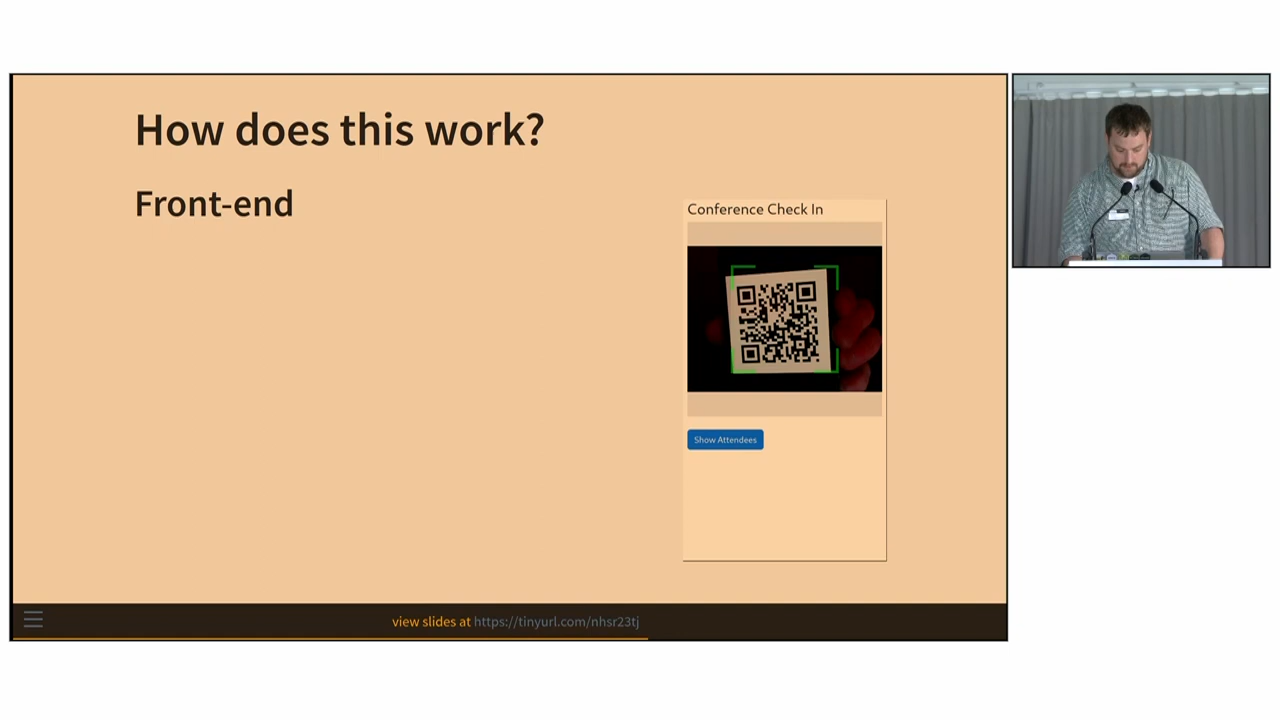 How does this work?
Front-end
Conference Check In
Show Attendees
view slides at https://tinyurl.com/nhsr23tj